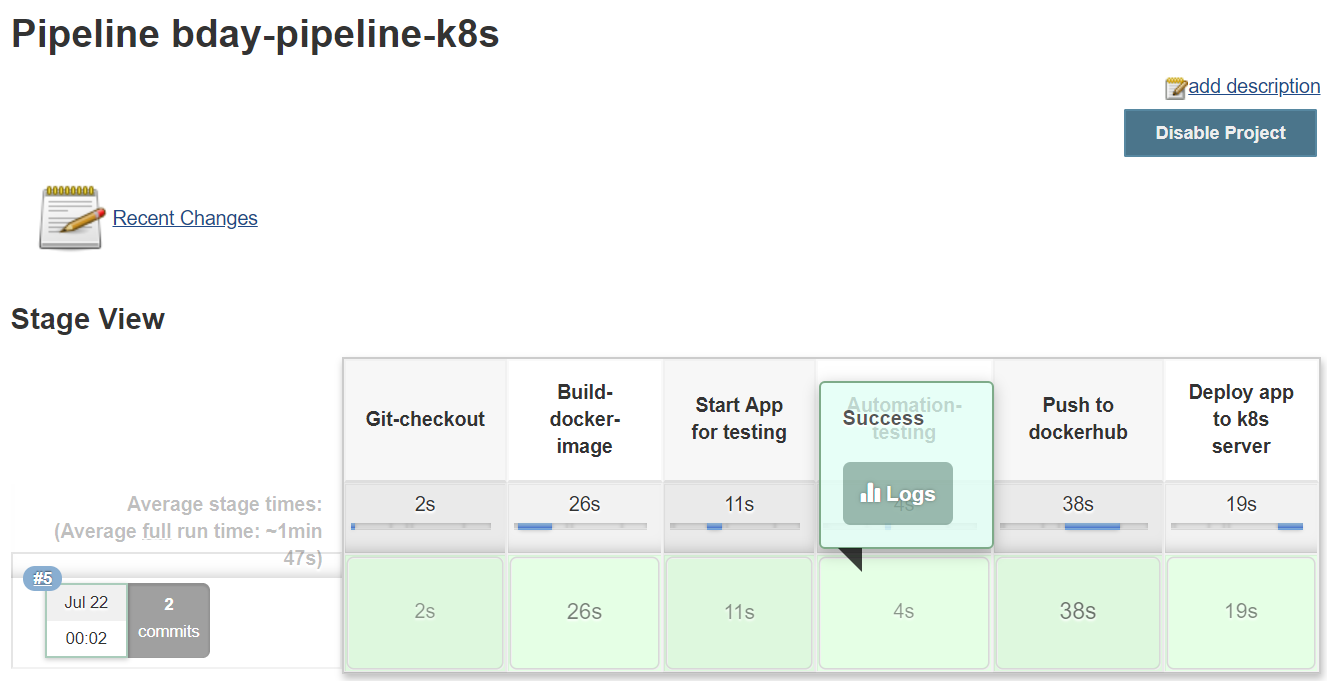 Pipeline bday-pipeline-k8s
add description
Disable Project
Recent Changes
Stage View
Git-checkout
Build-
docker-
image
Start App
for testing
Automation-
testing
Success
Logs
Push to
dockerhub
Deploy app
to k8s
server
Average stage times:
(Average full run time: ~1min
47s)
2s
26s
11s
4s
38s
19s
#5
Jul 22
00:02
2
commits
2s
26s
11s
4s
38s
19s